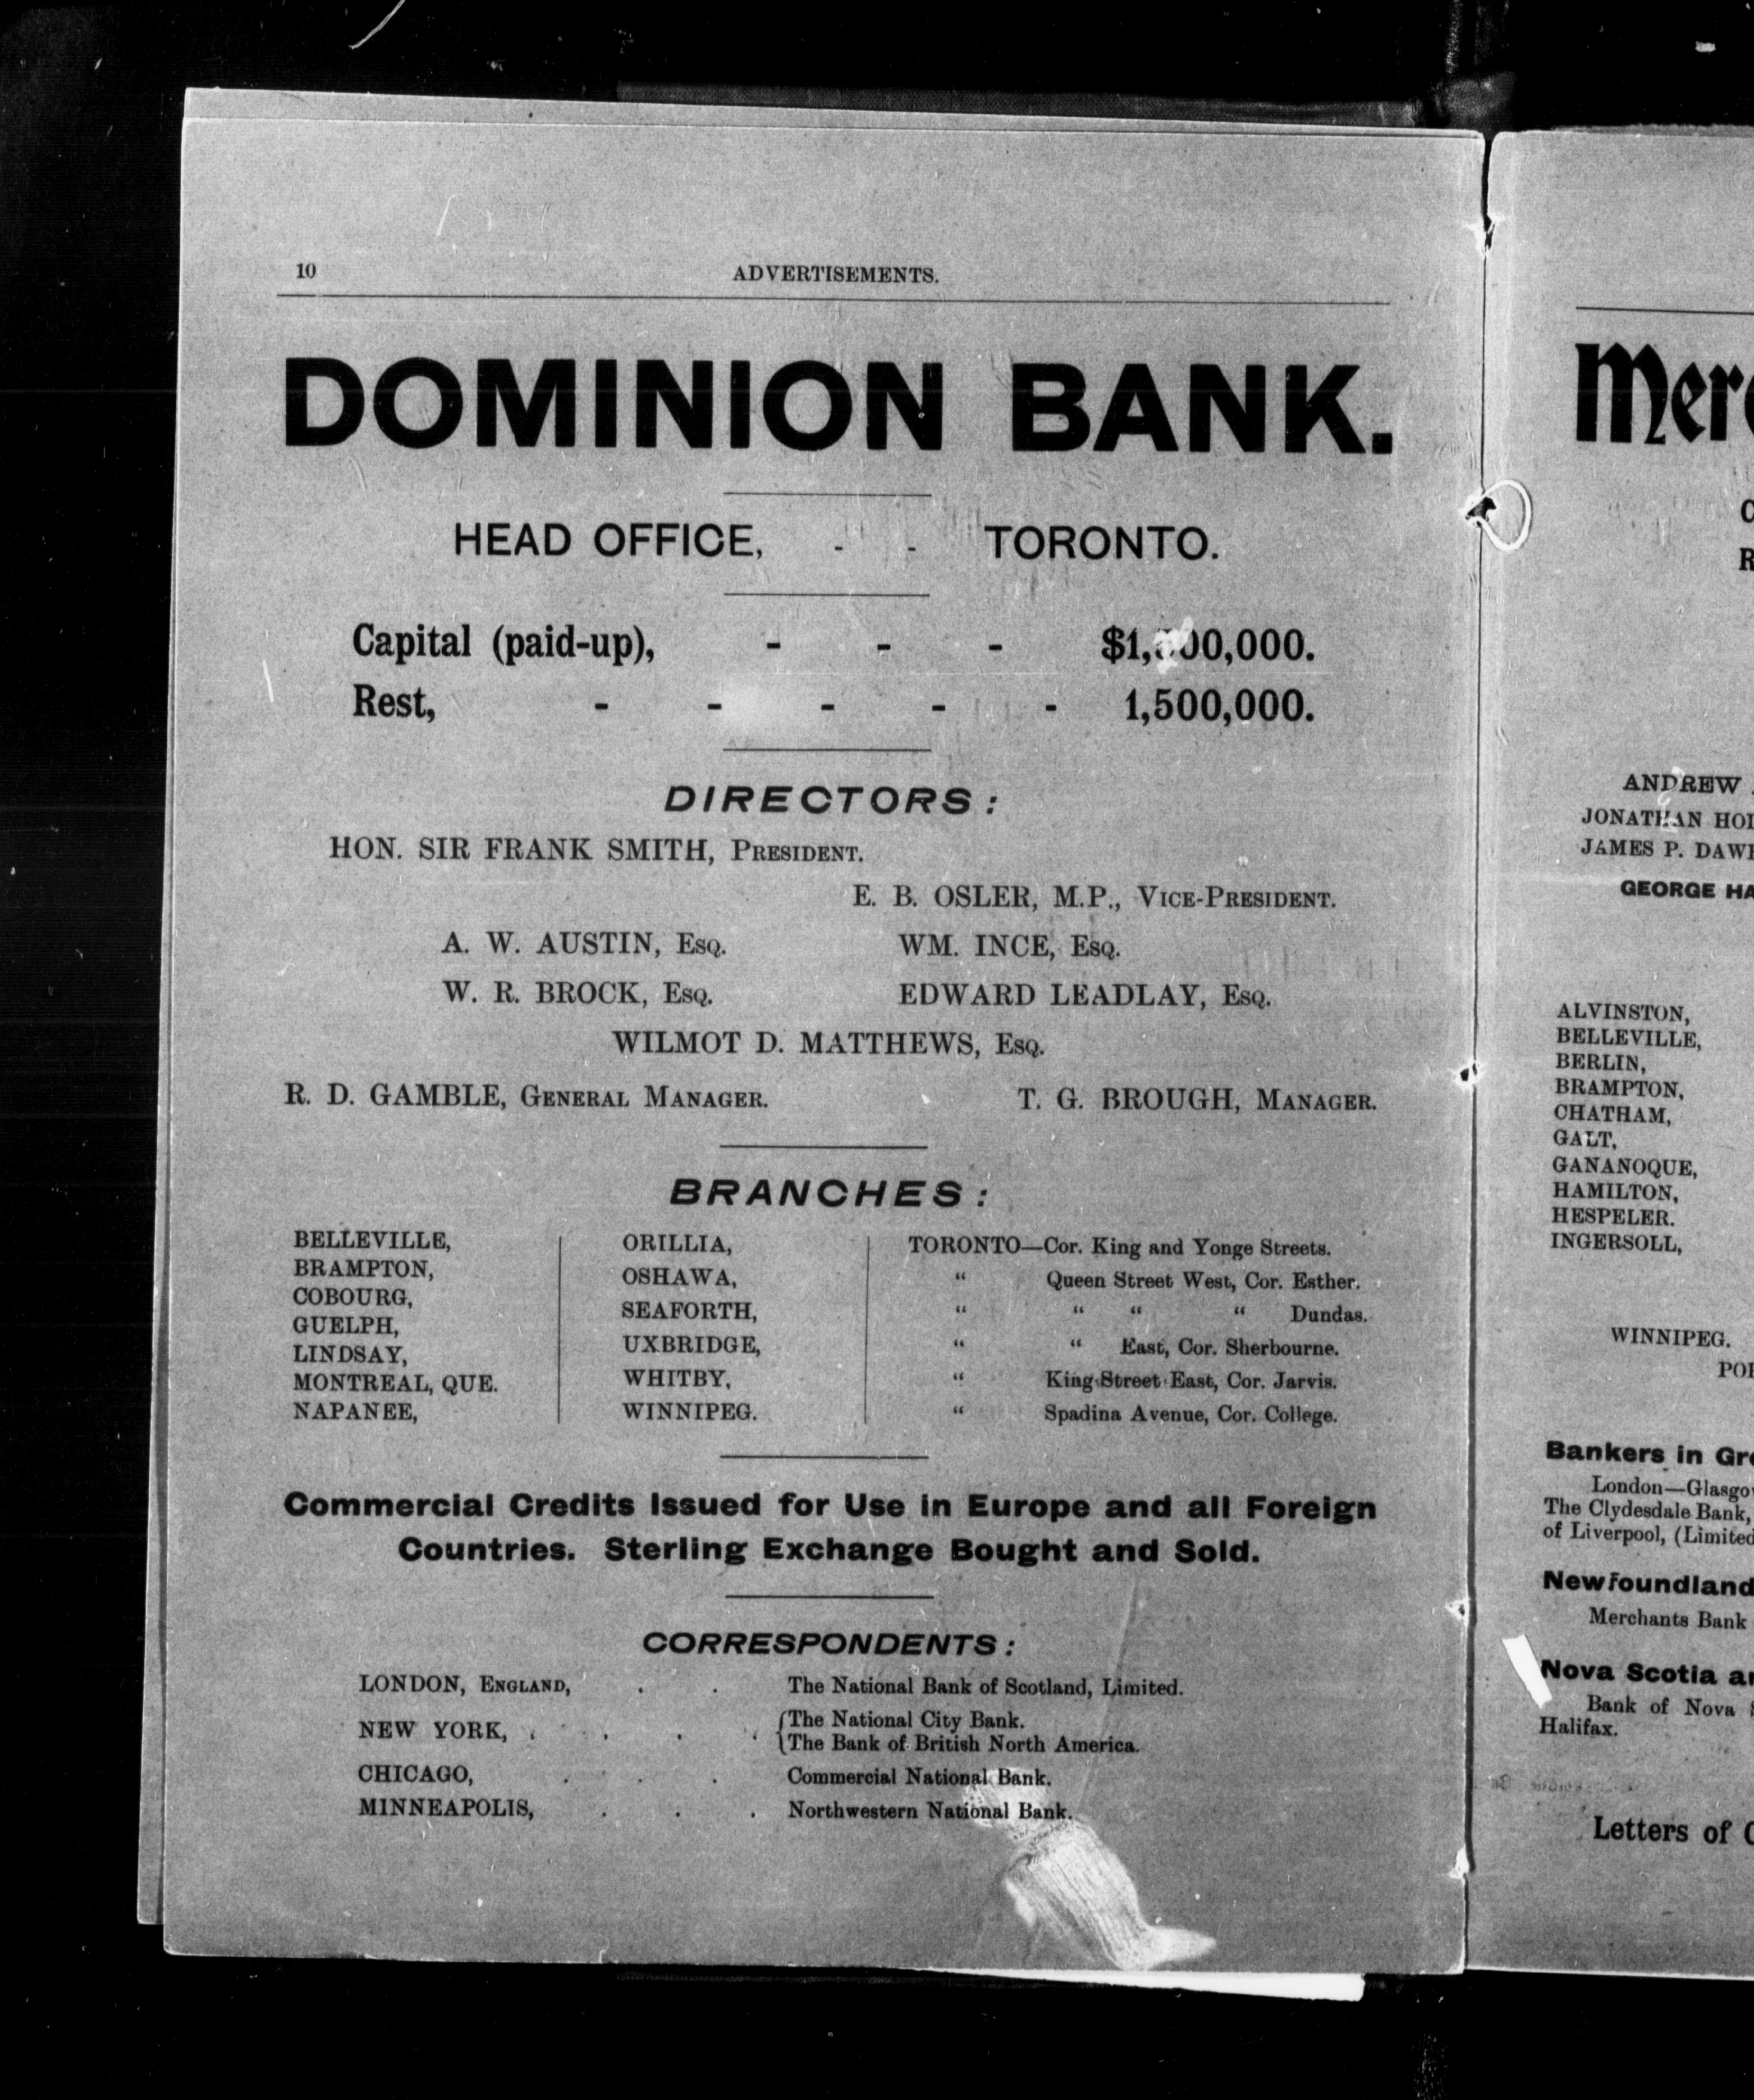 10
ADVERTISEMENTS.
DOMINION BANK.
HEAD OFFICE, - - TORONTO.
Capital (paid-up), - - -
Rest, - - - - - 1,500,000.
DIRECTORS:
HON. SIR FRANK SMITH, PRESIDENT.
E. B. OSLER, M.P., VICE-PRESIDENT.
A. W. AUSTIN, ESQ. WM. INCE, ESQ.
W. R. BROCK, ESQ. EDWARD LEADLAY, ESQ.
WILMOT D. MATTHEWS, ESQ.
R. D. GAMBLE, GENERAL MANAGER. T. G. BROUGH, MANAGER.
BRANCHES:
BELLEVILLE,
BRAMPTON,
COBOURG,
GUELPH,
LINDSAY,
MONTREAL, QUE.
NAPANEE,
ORILLIA,
OSHAWA,
SEAFORTH,
UXBRIDGE,
WHITBY,
WINNIPEG.
TORONTO—Cor. King and Yonge Streets.
" Queen Street West, Cor. Esther.
" " " " Dundas.
" " East, Cor. Sherbourne.
" King Street East, Cor. Jarvis.
" Spadina Avenue, Cor. College.
Commercial Credits Issued for Use in Europe and all Foreign
Countries. Sterling Exchange Bought and Sold.
CORRESPONDENTS:
LONDON, ENGLAND, . . The National Bank of Scotland, Limited.
NEW YORK, . . . . {The National City Bank.
{The Bank of British North America.
CHICAGO, . . . Commercial National Bank.
MINNEAPOLIS, . . . Northwestern National Bank.
ANDREW
JONATHAN
JAMES P.
GEORGE
ALVINSTON,
BELLEVILLE,
BERLIN,
BRAMPTON,
CHATHAM,
GALT,
GANANOQUE,
HAMILTON,
HESPELER.
INGERSOLL,
WINNIPEG.
Bankers in
London—
The Clydesdale Bank,
of Liverpool,
Newfoundland
Merchants Bank
Nova Scotia
Bank of Nova
Halifax.
Letters of